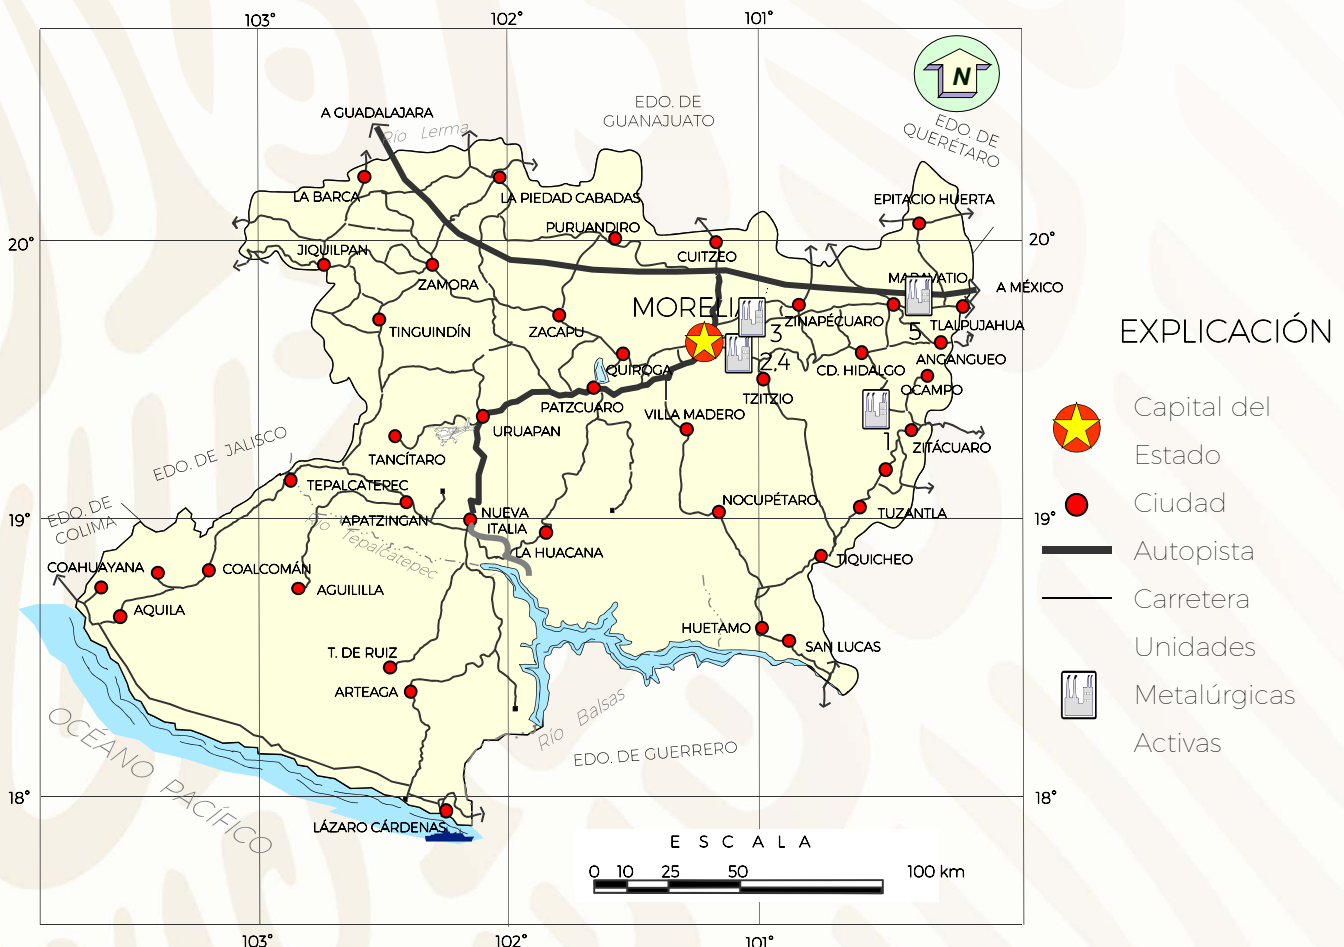 103°
102°
101°
N
A GUADALAJARA
Río Lerma
EDO. DE
GUANAJUATO
EDO. DE
QUERÉTARO
LA BARCA
LA PIEDAD CABADAS
EPITACIO HUERTA
PURUANDIRO
20°
20°
JIQUILPAN
CUITZEO
ZAMORA
MARAVATIO
A MÉXICO
MORELIA
TINGUINDÍN
ZACAPU
3
ZINAPÉCUARO
5
TLALPUJAHUA
2,4
ANGANGUEO
QUIROGA
CD. HIDALGO
OCAMPO
PATZCUARO
TZITZIO
VILLA MADERO
URUAPAN
1
ZITÁCUARO
EDO. DE JALISCO
TANCÍTARO
TEPALCATEPEC
NOCUPÉTARO
EDO. DE
COLIMA
APATZINGAN
NUEVA
ITALIA
TUZANTLA
19°
19°
Río Tepalcatepec
LA HUACANA
TIQUICHEO
COAHUAYANA
COALCOMÁN
AGUILILLA
AQUILA
HUETAMO
SAN LUCAS
T. DE RUIZ
ARTEAGA
Río Balsas
EDO. DE GUERRERO
OCÉANO PACÍFICO
18°
18°
LÁZARO CÁRDENAS
E S C A L A
0 10 25 50 100 km
103°
102°
101°
EXPLICACIÓN
Capital del
Estado
Ciudad
Autopista
Carretera
Unidades
Metalúrgicas
Activas